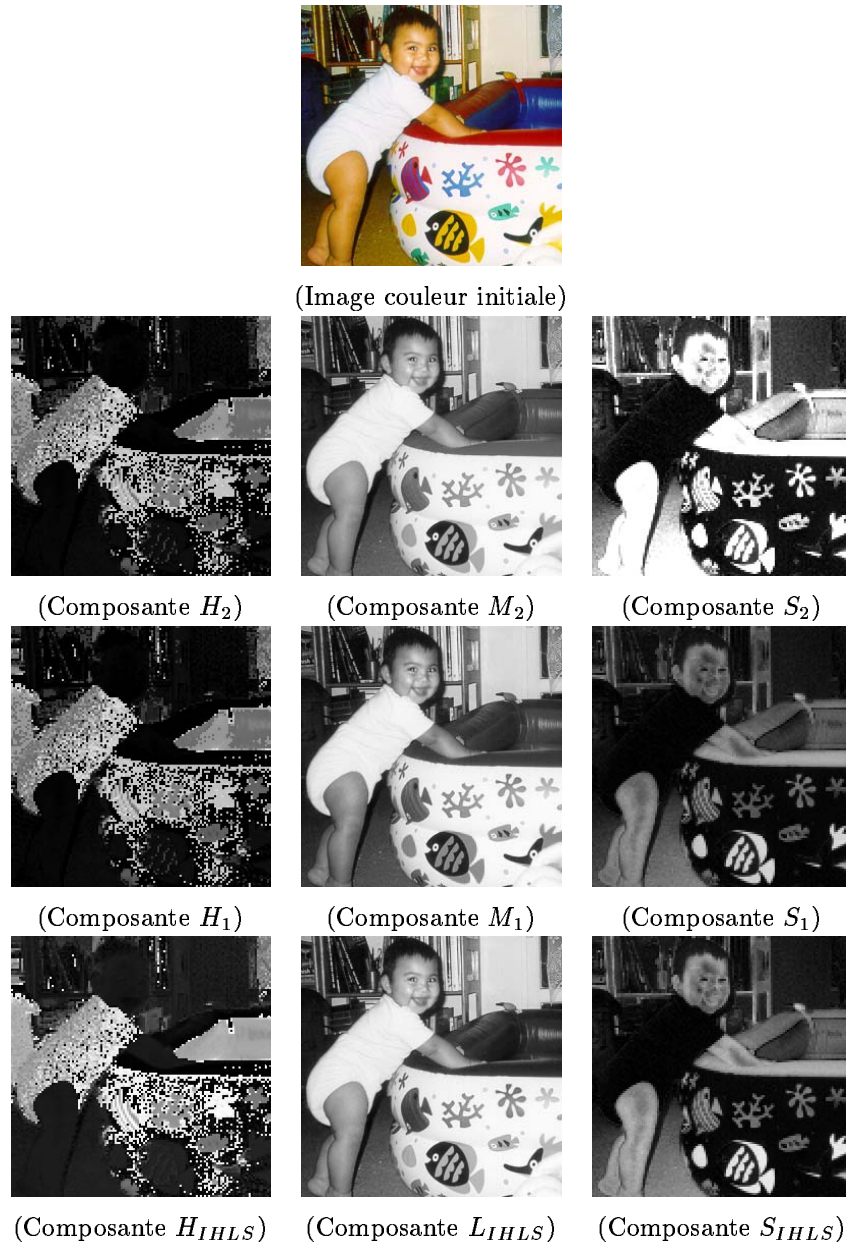 (Image couleur initiale)
(Composante H₂) (Composante M₂) (Composante S₂)
(Composante H₁) (Composante M₁) (Composante S₁)
(Composante H_IHLS) (Composante L_IHLS) (Composante S_IHLS)